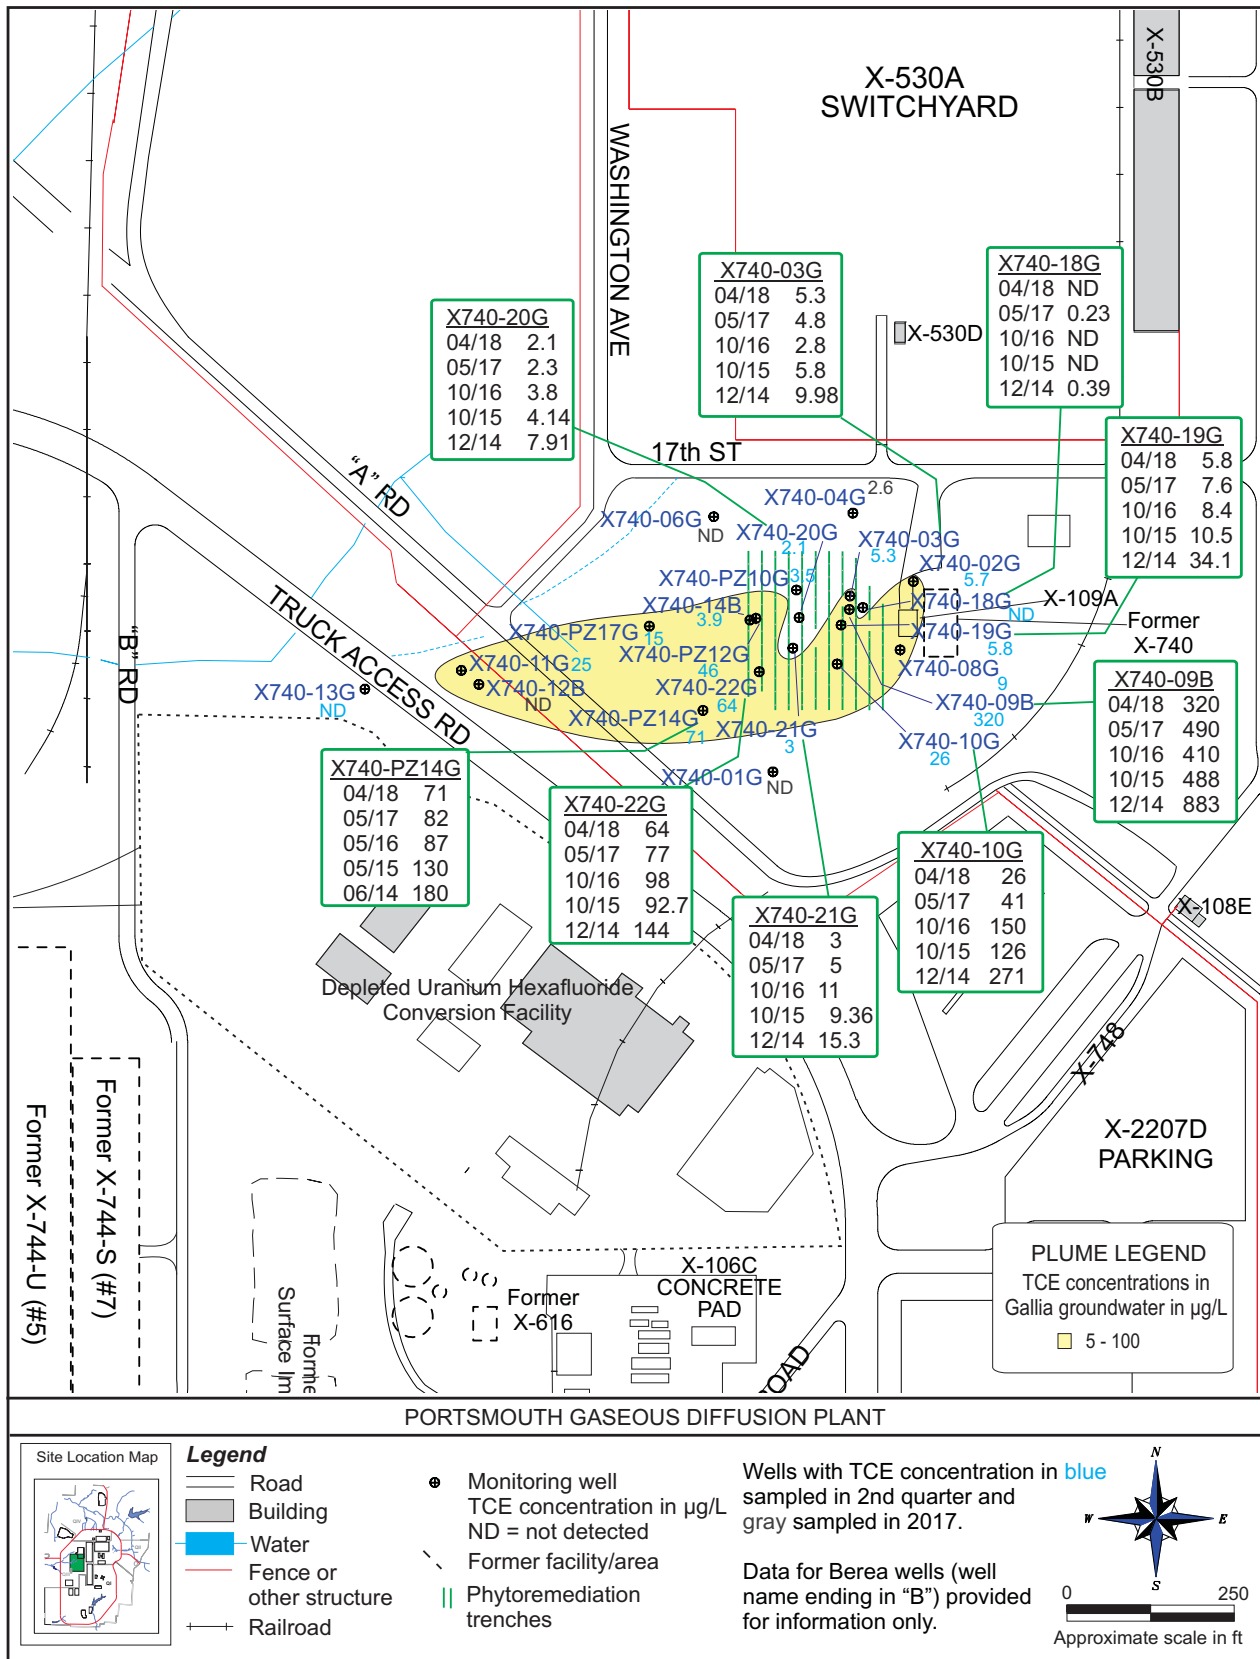 X-530A
SWITCHYARD
X-530B
WASHINGTON AVE
X740-03G
04/18 5.3
05/17 4.8
10/16 2.8
10/15 5.8
12/14 9.98
X740-18G
04/18 ND
05/17 0.23
10/16 ND
10/15 ND
12/14 0.39
X740-20G
04/18 2.1
05/17 2.3
10/16 3.8
10/15 4.14
12/14 7.91
X-530D
X740-19G
04/18 5.8
05/17 7.6
10/16 8.4
10/15 10.5
12/14 34.1
17th ST
"A" RD
X740-04G 2.6
X740-06G
ND
X740-20G
2.1
X740-03G
5.3
X740-02G
5.7
X740-PZ10G
3.5
X740-14B
3.9
X740-18G
ND
X-109A
X740-PZ17G
15
X740-19G
5.8
Former
X-740
TRUCK ACCESS RD
"B" RD
X740-11G 25
X740-PZ12G
46
X740-08G
9
X740-13G
ND
X740-12B
ND
X740-22G
64
X740-09B
320
X740-PZ14G
71
X740-21G
3
X740-10G
26
X740-01G
ND
X740-09B
04/18 320
05/17 490
10/16 410
10/15 488
12/14 883
X740-PZ14G
04/18 71
05/17 82
05/16 87
05/15 130
06/14 180
X740-22G
04/18 64
05/17 77
10/16 98
10/15 92.7
12/14 144
X740-10G
04/18 26
05/17 41
10/16 150
10/15 126
12/14 271
X740-21G
04/18 3
05/17 5
10/16 11
10/15 9.36
12/14 15.3
X-108E
Depleted Uranium Hexafluoride
Conversion Facility
X-748
Former X-744-U (#5)
Former X-744-S (#7)
X-2207D
PARKING
Forme
Surface Im
Former
X-616
X-106C
CONCRETE
PAD
OAD
PLUME LEGEND
TCE concentrations in
Gallia groundwater in µg/L
5 - 100
PORTSMOUTH GASEOUS DIFFUSION PLANT
Site Location Map
Legend
Road
Building
Water
Fence or
other structure
Railroad
Monitoring well
TCE concentration in µg/L
ND = not detected
Former facility/area
Phytoremediation
trenches
Wells with TCE concentration in blue
sampled in 2nd quarter and
gray sampled in 2017.
Data for Berea wells (well
name ending in "B") provided
for information only.
N
W E
S
0 250
Approximate scale in ft